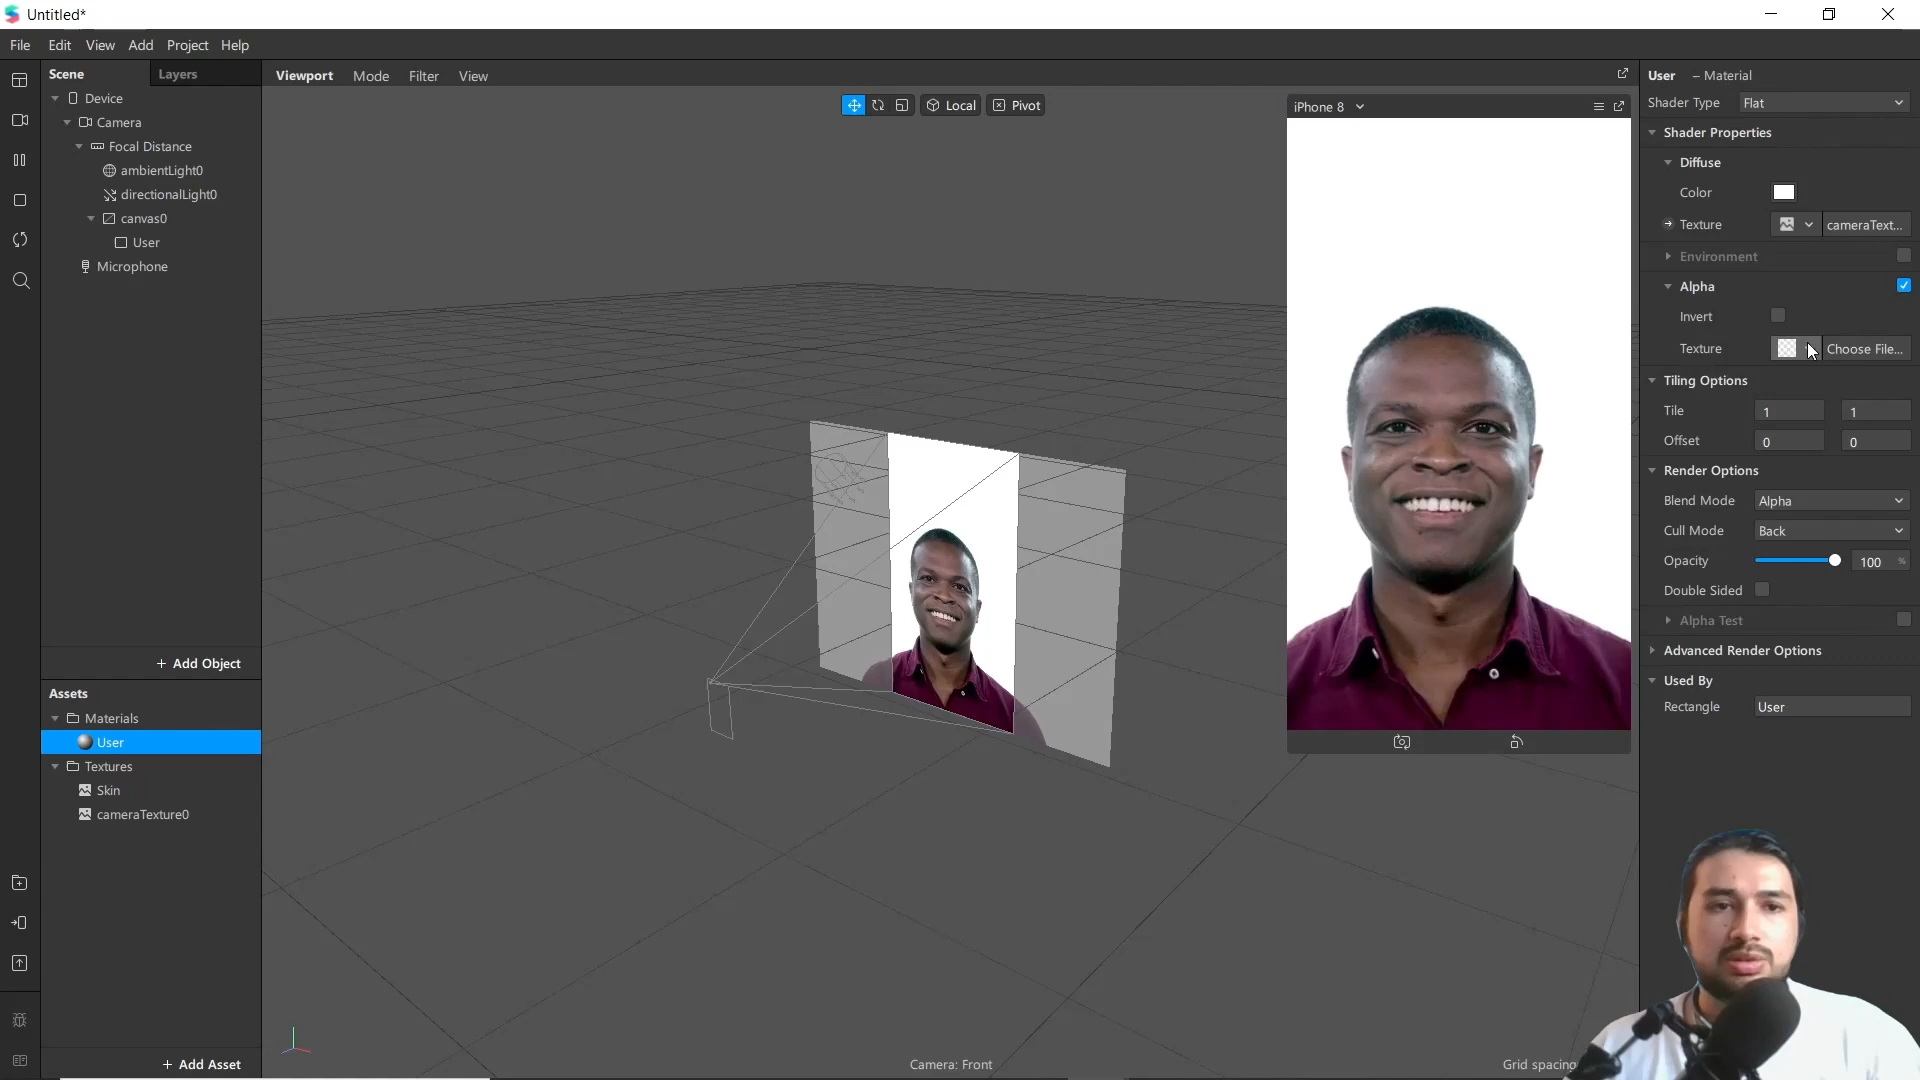 Untitled*
File Edit View Add Project Help
Scene Layers
Device
Camera
Focal Distance
ambientLight0
directionalLight0
canvas0
User
Microphone
+ Add Object
Assets
Materials
User
Textures
Skin
cameraTexture0
+ Add Asset
Viewport Mode Filter View
Local Pivot
iPhone 8
Camera: Front
Grid spacing
User – Material
Shader Type Flat
Shader Properties
Diffuse
Color
Texture cameraText...
Environment
Alpha
Invert
Texture Choose File...
Tiling Options
Tile 1 1
Offset 0 0
Render Options
Blend Mode Alpha
Cull Mode Back
Opacity 100 %
Double Sided
Alpha Test
Advanced Render Options
Used By
Rectangle User